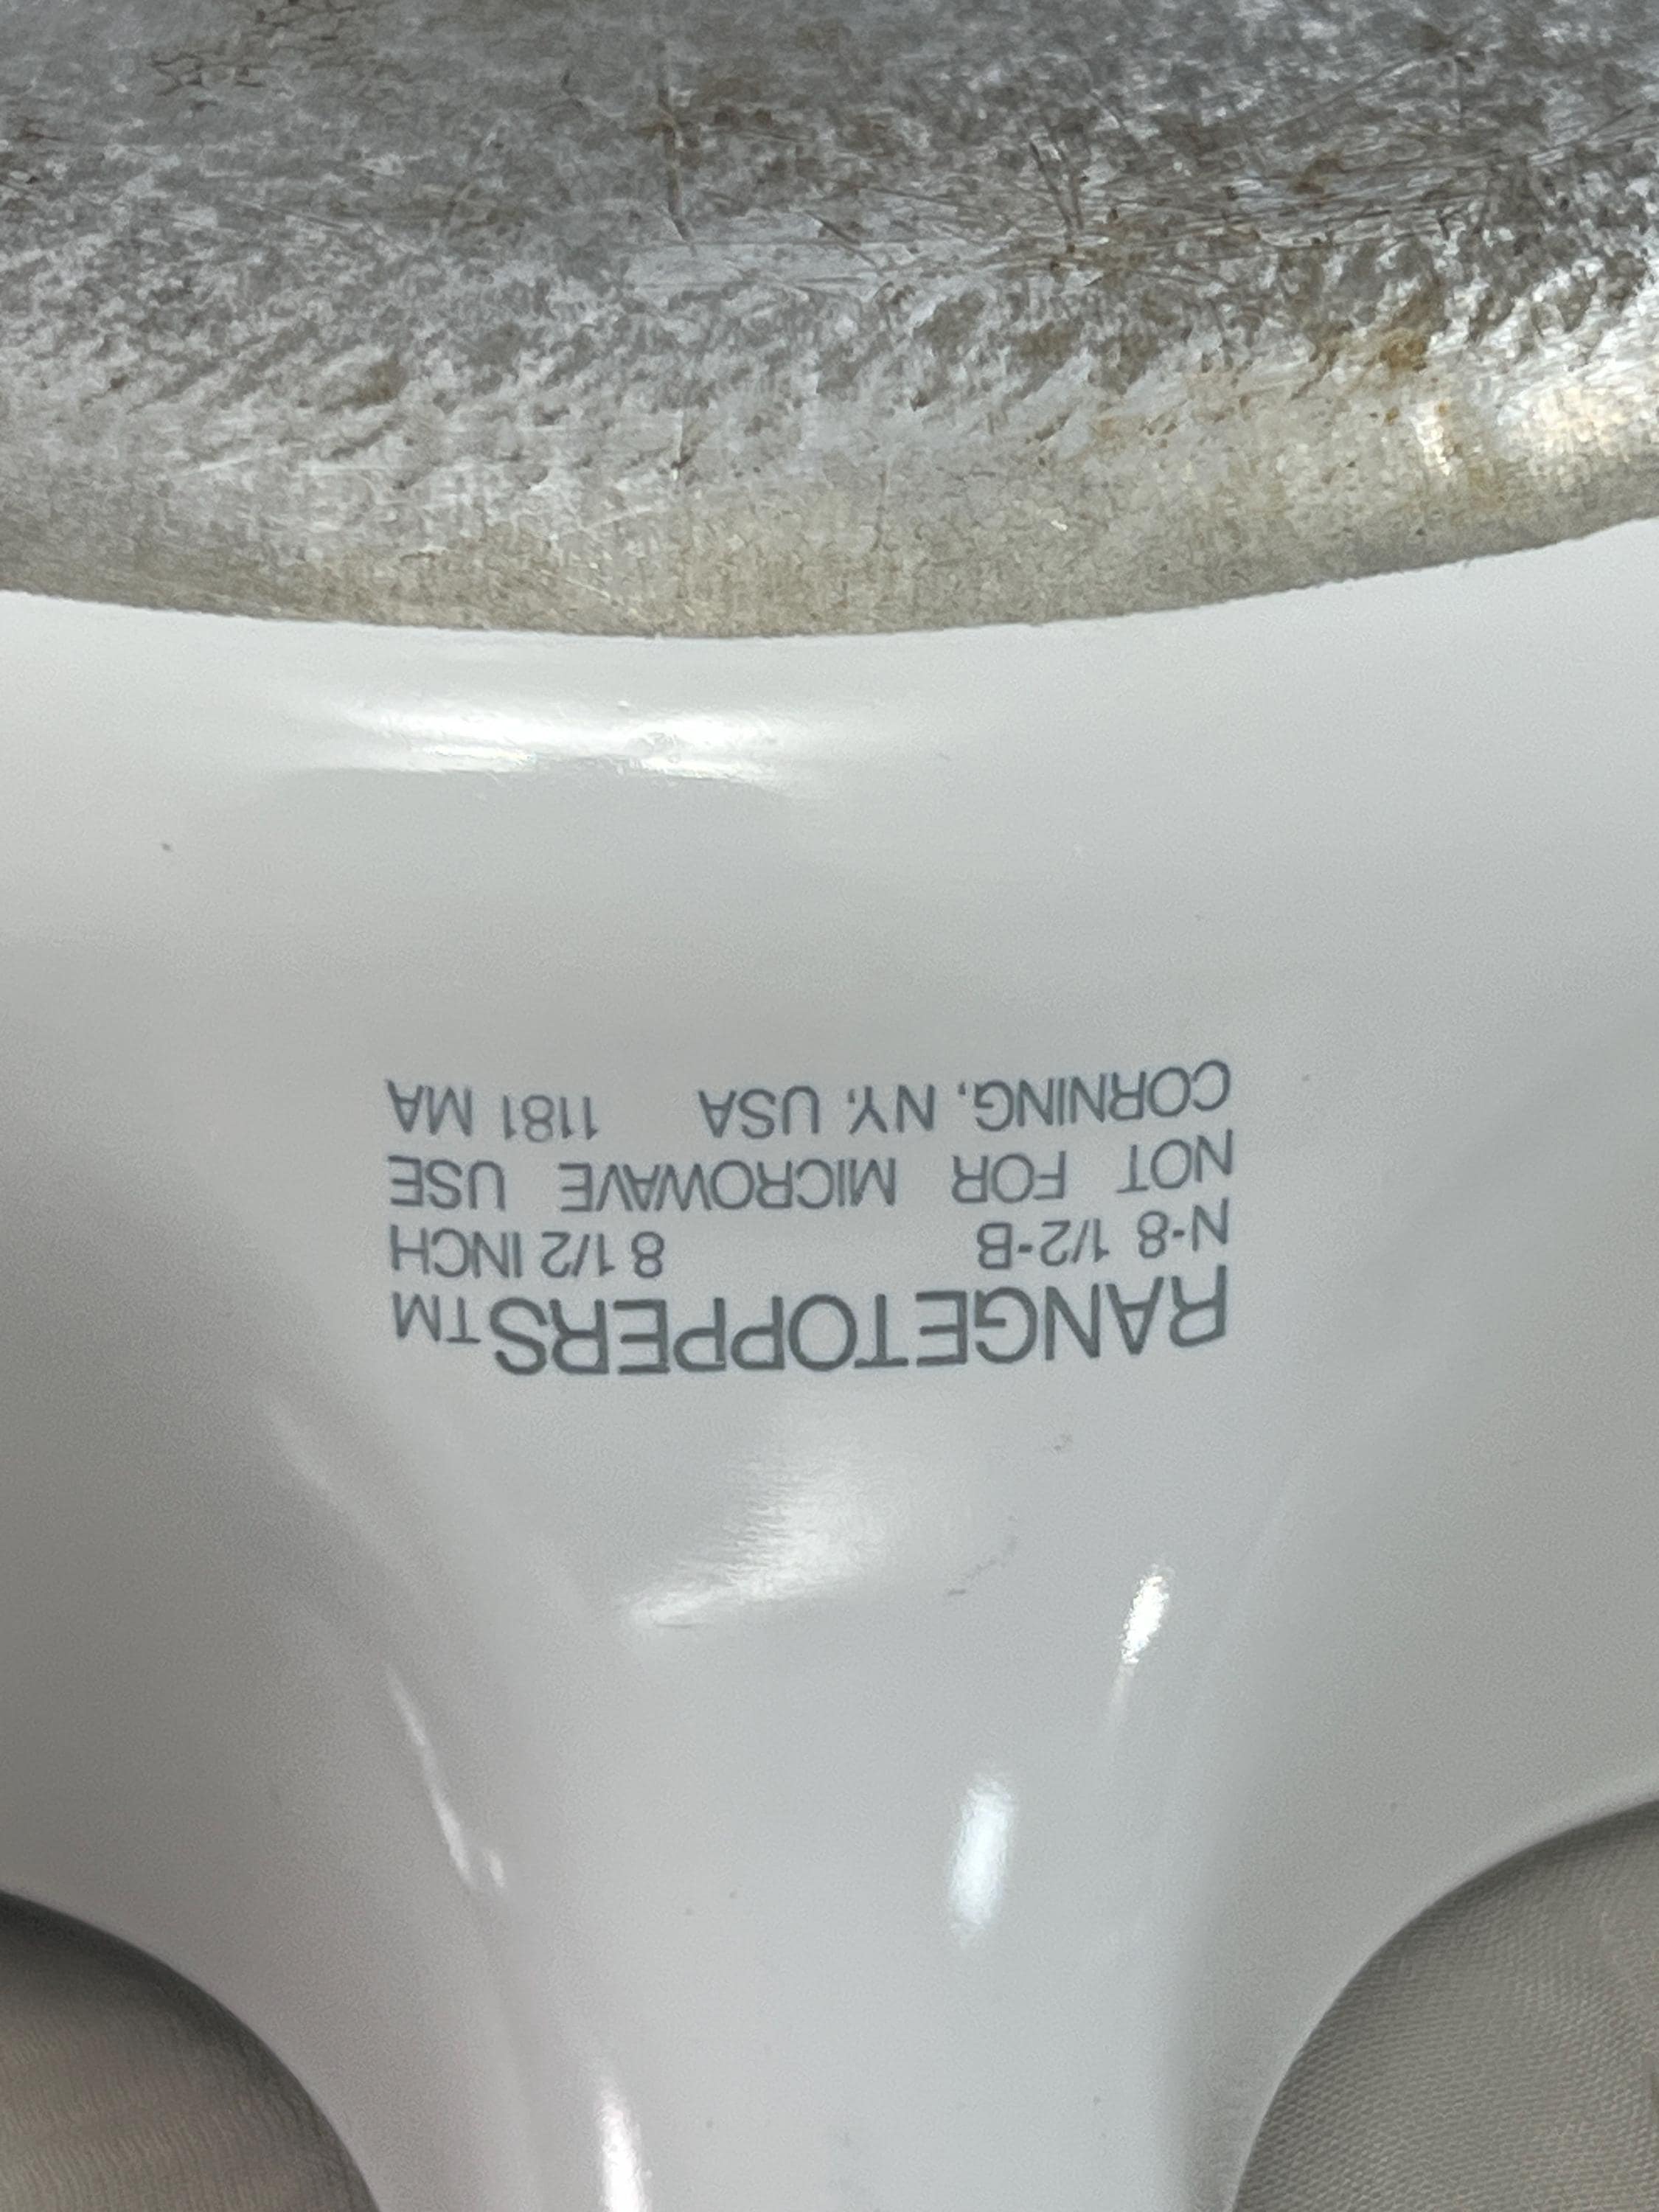 RANGETOPPERS™
N-8 1/2-B 8 1/2 INCH
NOT FOR MICROWAVE USE
CORNING, NY. USA 1181 MA